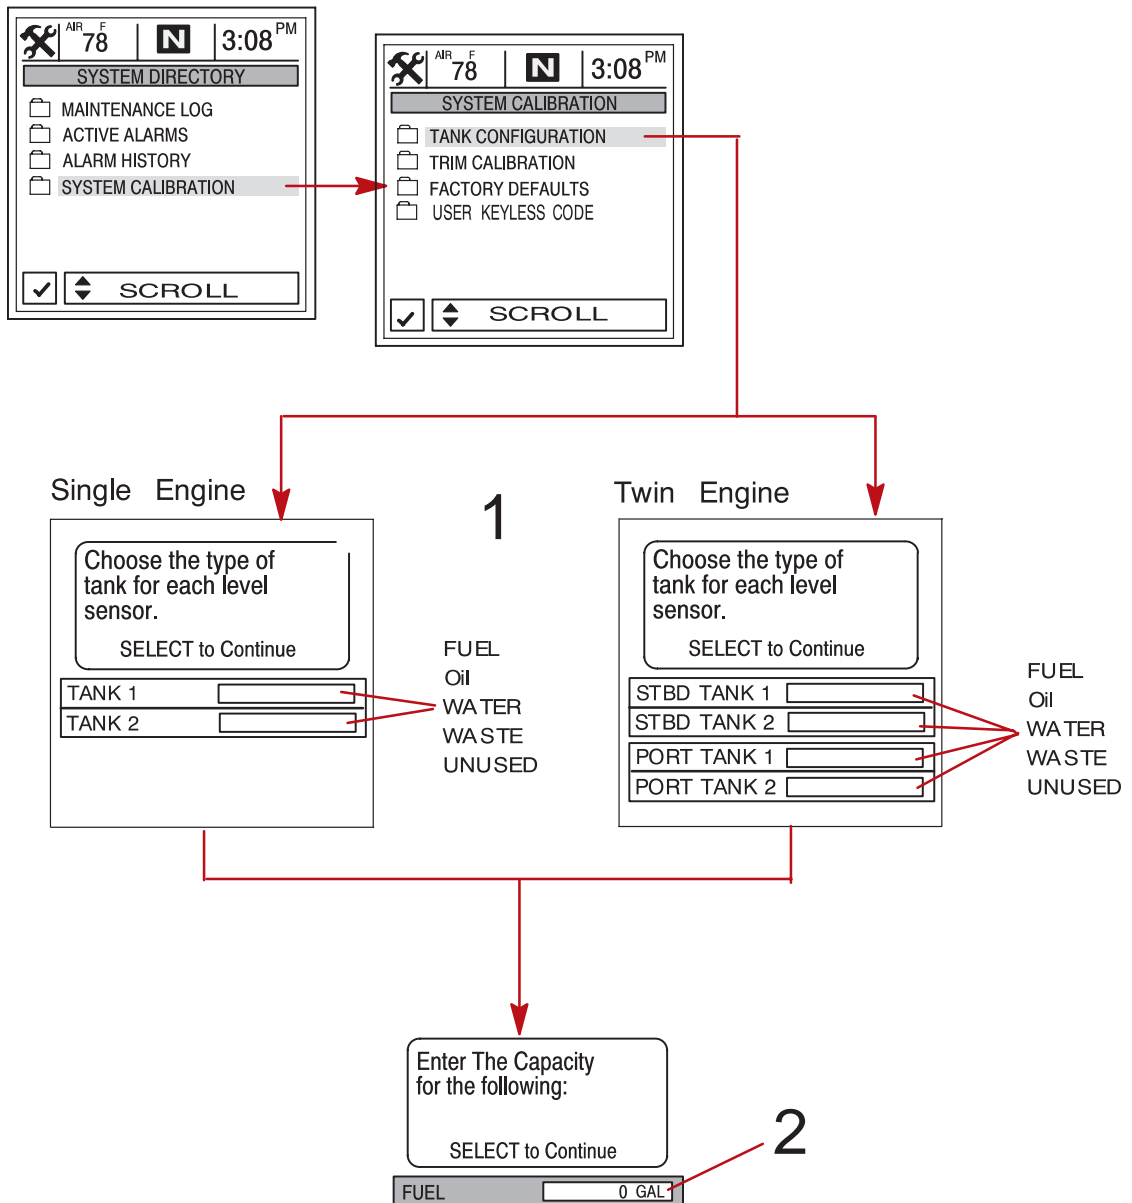 AIR F
78 N 3:08 PM
SYSTEM DIRECTORY
MAINTENANCE LOG
ACTIVE ALARMS
ALARM HISTORY
SYSTEM CALIBRATION
SCROLL
AIR F
78 N 3:08 PM
SYSTEM CALIBRATION
TANK CONFIGURATION
TRIM CALIBRATION
FACTORY DEFAULTS
USER KEYLESS CODE
SCROLL
Single Engine
1
Choose the type of
tank for each level
sensor.
SELECT to Continue
TANK 1
TANK 2
FUEL
Oil
WATER
WASTE
UNUSED
Twin Engine
Choose the type of
tank for each level
sensor.
SELECT to Continue
STBD TANK 1
STBD TANK 2
PORT TANK 1
PORT TANK 2
FUEL
Oil
WATER
WASTE
UNUSED
Enter The Capacity
for the following:
SELECT to Continue
2
FUEL 0 GAL